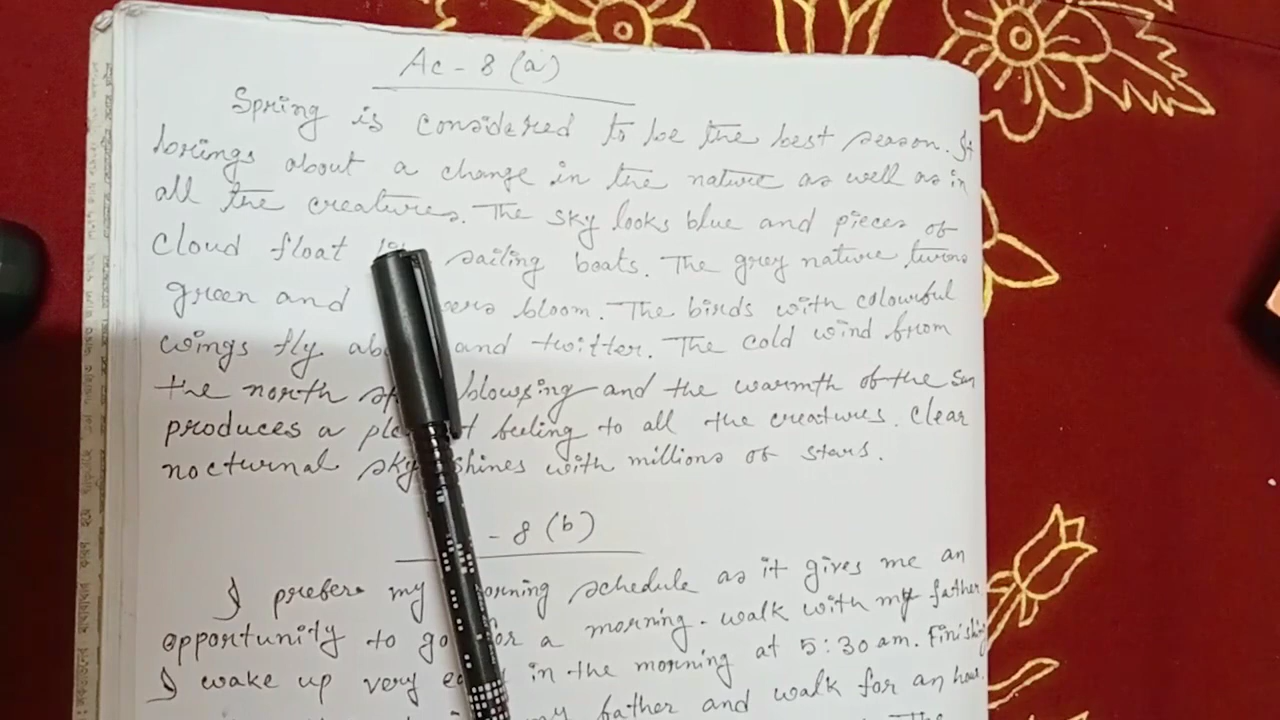 Ac - 8 (a)
Spring is considered to be the best season. It
brings about a change in the nature as well as in
all the creatures. The sky looks blue and pieces of
cloud float sailing boats. The grey nature turns
green and bloom. The birds with colourful
wings fly and twitter. The cold wind from
the north blowing and the warmth of the sun
produces a feeling to all the creatures. Clear
nocturnal sky shines with millions of stars.
- 8 (b)
I prefer my morning schedule as it gives me an
opportunity to go for a morning-walk with my father
I wake up very in the morning at 5:30 am. Finishing
my father and walk for an hour.
The